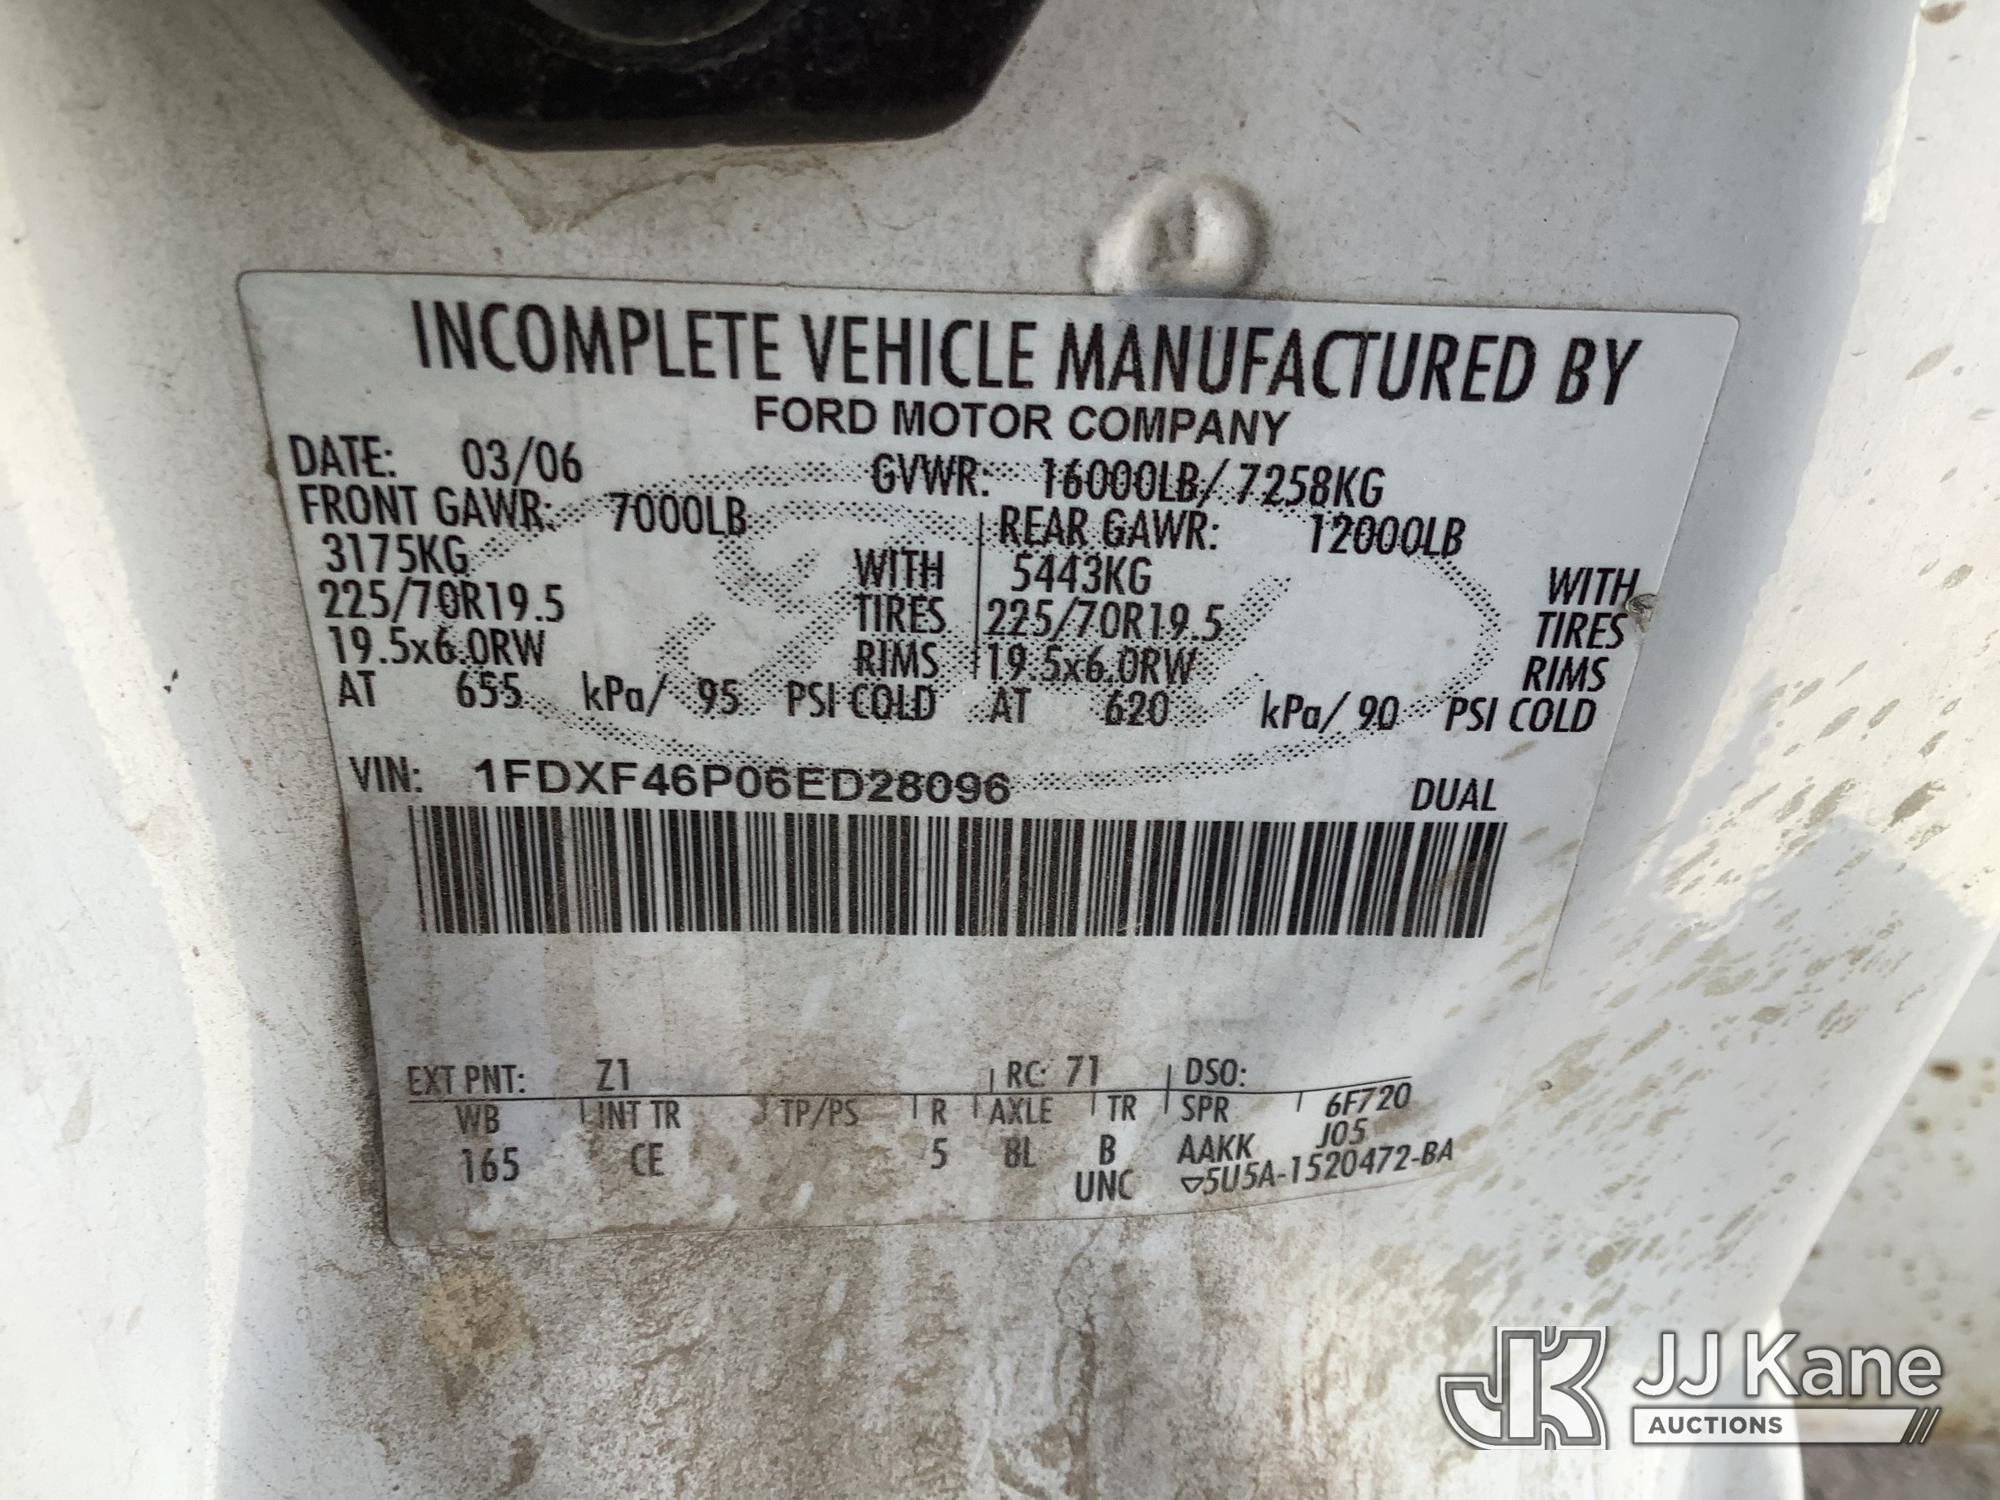 INCOMPLETE VEHICLE MANUFACTURED BY
FORD MOTOR COMPANY
DATE: 03/06 GVWR: 16000LB/ 7258KG
FRONT GAWR: 7000LB REAR GAWR: 12000LB
3175KG WITH 5443KG WITH
225/70R19.5 TIRES 225/70R19.5 TIRES
19.5x6.0RW RIMS 19.5x6.0RW RIMS
AT 655 kPa/ 95 PSI COLD AT 620 kPa/ 90 PSI COLD
VIN: 1FDXF46P06ED28096 DUAL
EXT PNT: Z1 RC: 71 DSO:
WB INT TR TP/PS R AXLE TR SPR 6F720
165 CE 5 8L B AAKK J05
UNC 5U5A-1520472-BA
JK JJ Kane
AUCTIONS